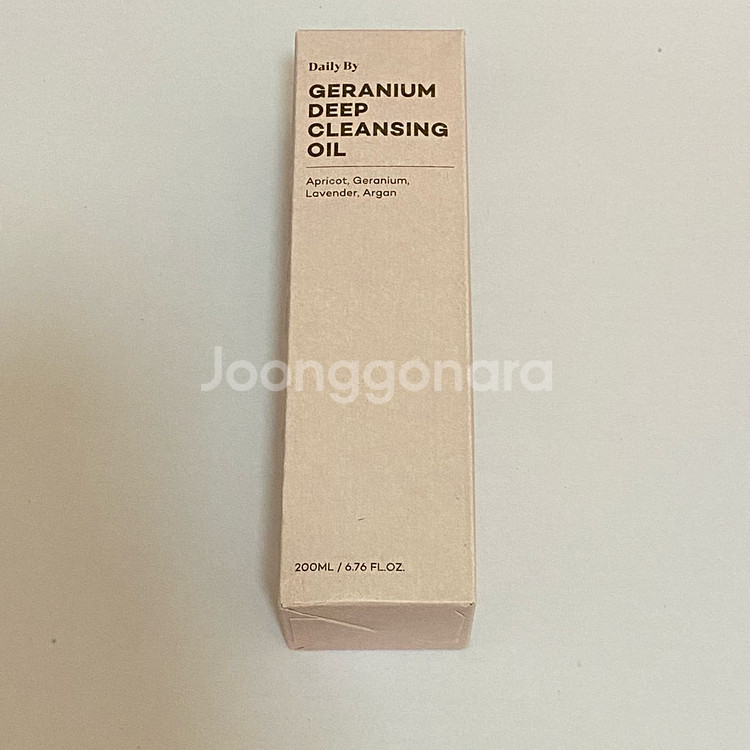 Daily By
GERANIUM
DEEP
CLEANSING
OIL
Apricot, Geranium,
Lavender, Argan
Joonggonara
200ML / 6.76 FL.OZ.